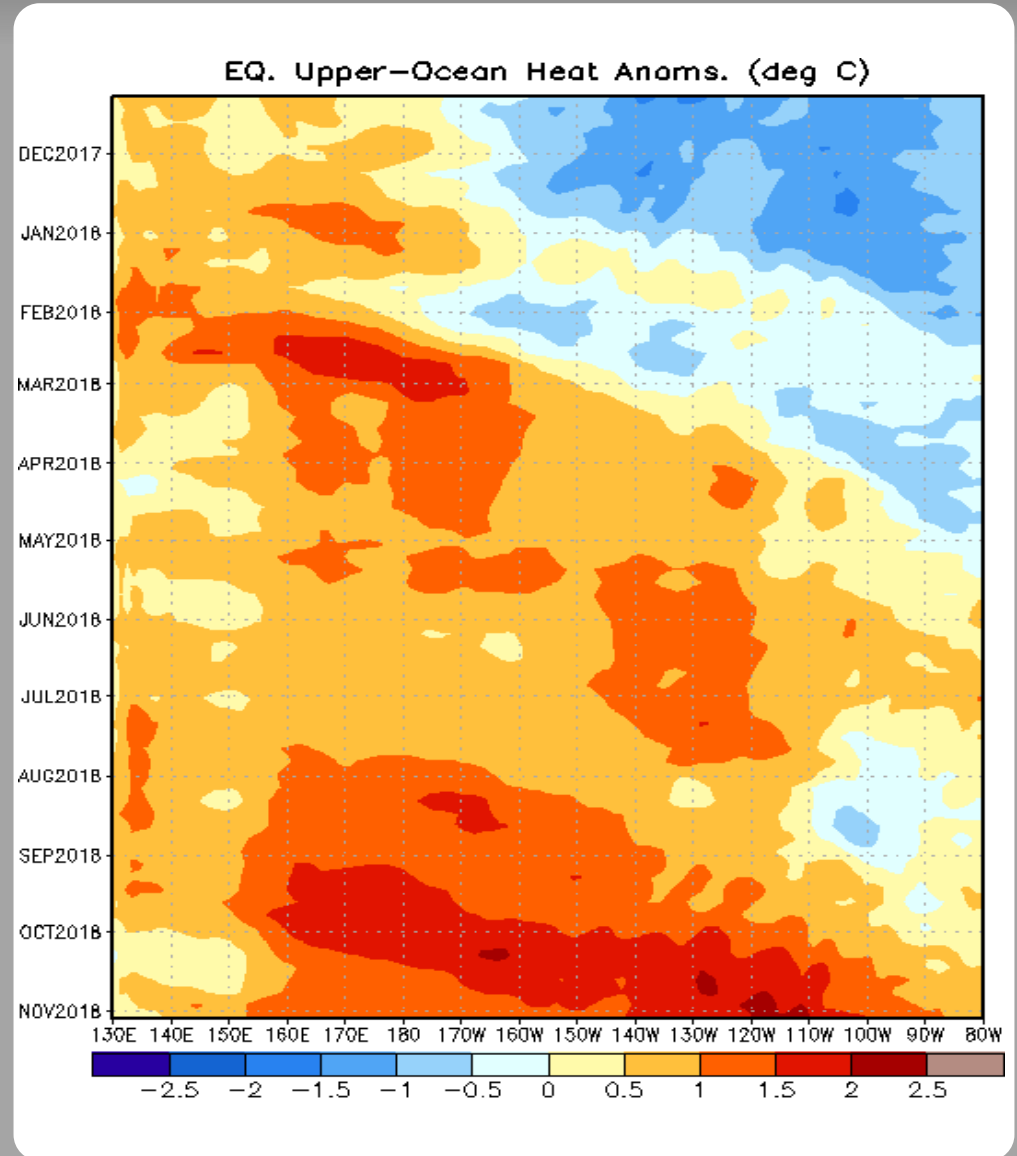 EQ. Upper-Ocean Heat Anoms. (deg C)
DEC2017
JAN2018
FEB2018
MAR2018
APR2018
MAY2018
JUN2018
JUL2018
AUG2018
SEP2018
OCT2018
NOV2018
130E 140E 150E 160E 170E 180 170W 160W 150W 140W 130W 120W 110W 100W 90W 80W
-2.5 -2 -1.5 -1 -0.5 0 0.5 1 1.5 2 2.5